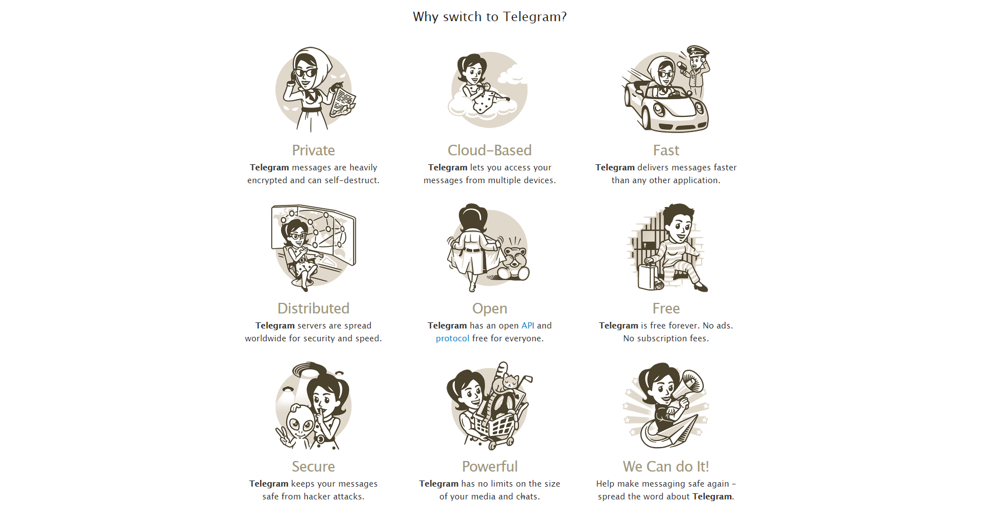 Why switch to Telegram?
Private
Telegram messages are heavily
encrypted and can self-destruct.
Cloud-Based
Telegram lets you access your
messages from multiple devices.
Fast
Telegram delivers messages faster
than any other application.
Distributed
Telegram servers are spread
worldwide for security and speed.
Open
Telegram has an open API and
protocol free for everyone.
Free
Telegram is free forever. No ads.
No subscription fees.
Secure
Telegram keeps your messages
safe from hacker attacks.
Powerful
Telegram has no limits on the size
of your media and chats.
We Can do It!
Help make messaging safe again –
spread the word about Telegram.